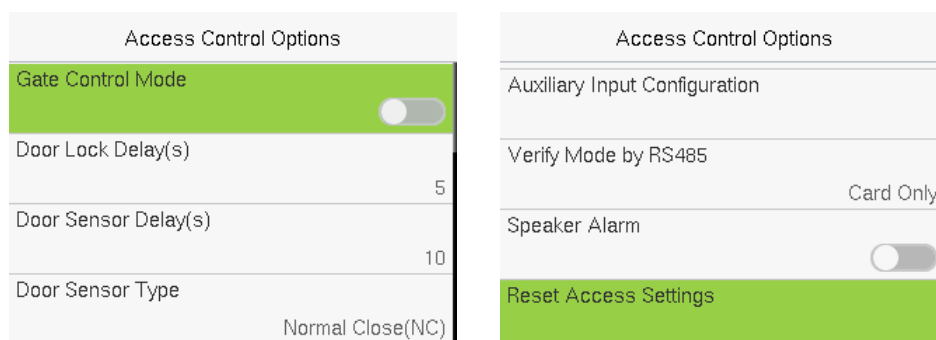 Access Control Options
Gate Control Mode
Door Lock Delay(s)
5
Door Sensor Delay(s)
10
Door Sensor Type
Normal Close(NC)
Access Control Options
Auxiliary Input Configuration
Verify Mode by RS485
Card Only
Speaker Alarm
Reset Access Settings